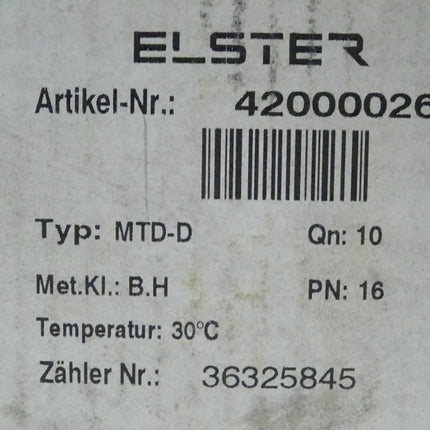 ELSTER
Artikel-Nr.: 42000026
Typ: MTD-D Qn: 10
Met.Kl.: B.H PN: 16
Temperatur: 30°C
Zähler Nr.: 36325845